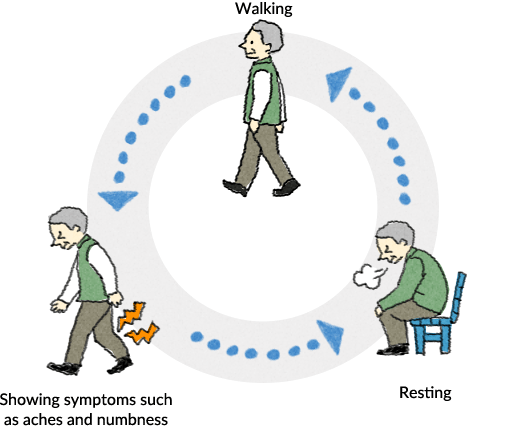 Walking
Showing symptoms such
as aches and numbness
Resting